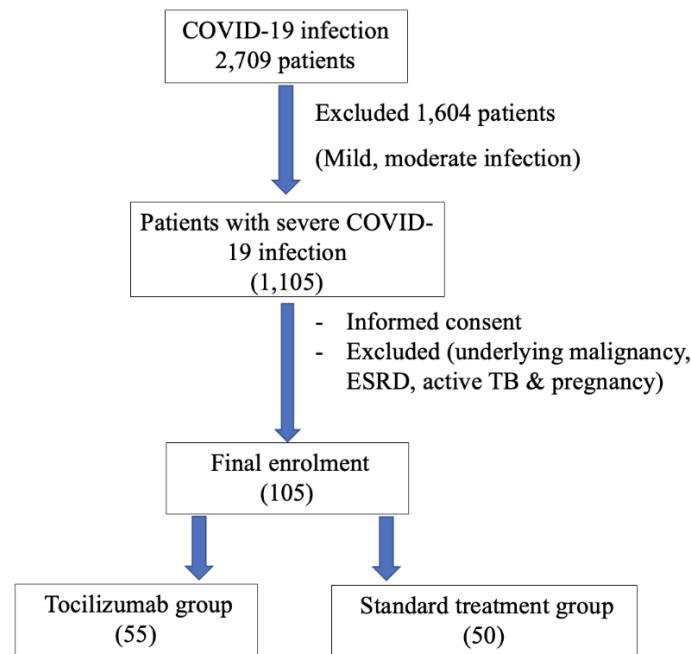 COVID-19 infection
2,709 patients
Excluded 1,604 patients
(Mild, moderate infection)
Patients with severe COVID-
19 infection
(1,105)
- Informed consent
- Excluded (underlying malignancy,
ESRD, active TB & pregnancy)
Final enrolment
(105)
Tocilizumab group
(55)
Standard treatment group
(50)